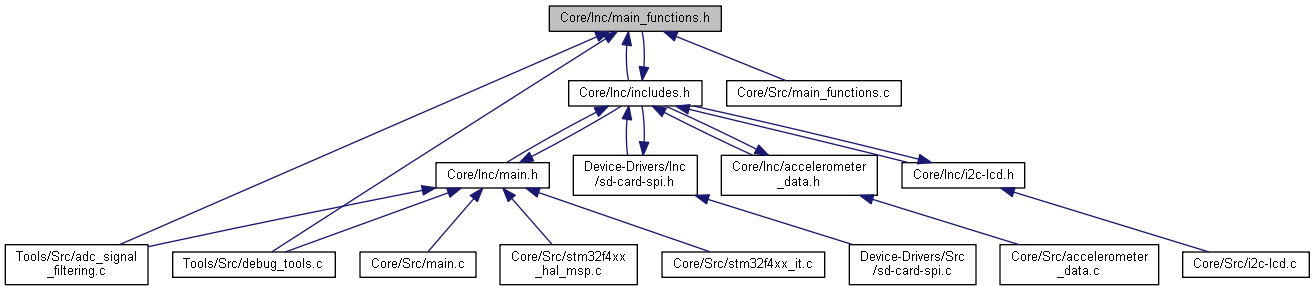 Core/Inc/main_functions.h
Core/Inc/includes.h
Core/Src/main_functions.c
Core/Inc/main.h
Device-Drivers/Inc
/sd-card-spi.h
Core/Inc/accelerometer
_data.h
Core/Inc/i2c-lcd.h
Tools/Src/adc_signal
_filtering.c
Tools/Src/debug_tools.c
Core/Src/main.c
Core/Src/stm32f4xx
_hal_msp.c
Core/Src/stm32f4xx_it.c
Device-Drivers/Src
/sd-card-spi.c
Core/Src/accelerometer
_data.c
Core/Src/i2c-lcd.c